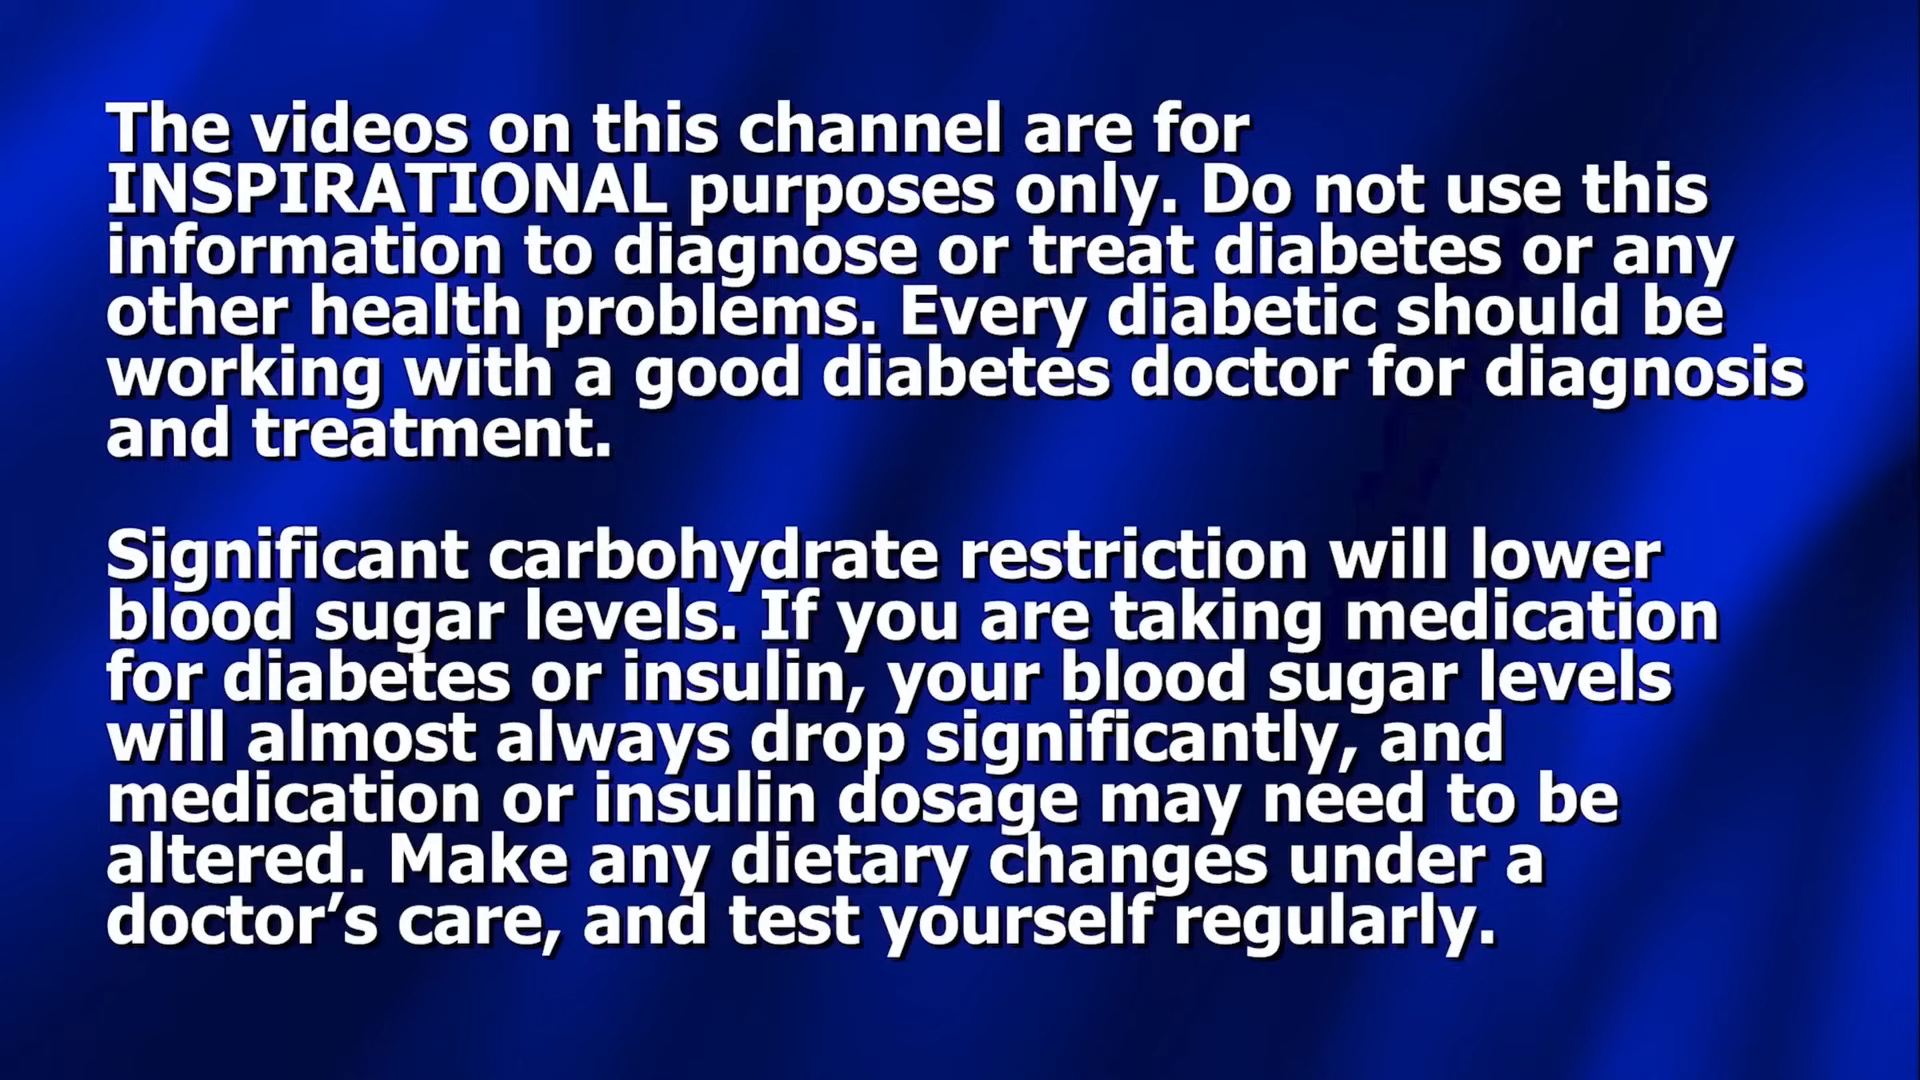 The videos on this channel are for
INSPIRATIONAL purposes only. Do not use this
information to diagnose or treat diabetes or any
other health problems. Every diabetic should be
working with a good diabetes doctor for diagnosis
and treatment.
Significant carbohydrate restriction will lower
blood sugar levels. If you are taking medication
for diabetes or insulin, your blood sugar levels
will almost always drop significantly, and
medication or insulin dosage may need to be
altered. Make any dietary changes under a
doctor’s care, and test yourself regularly.